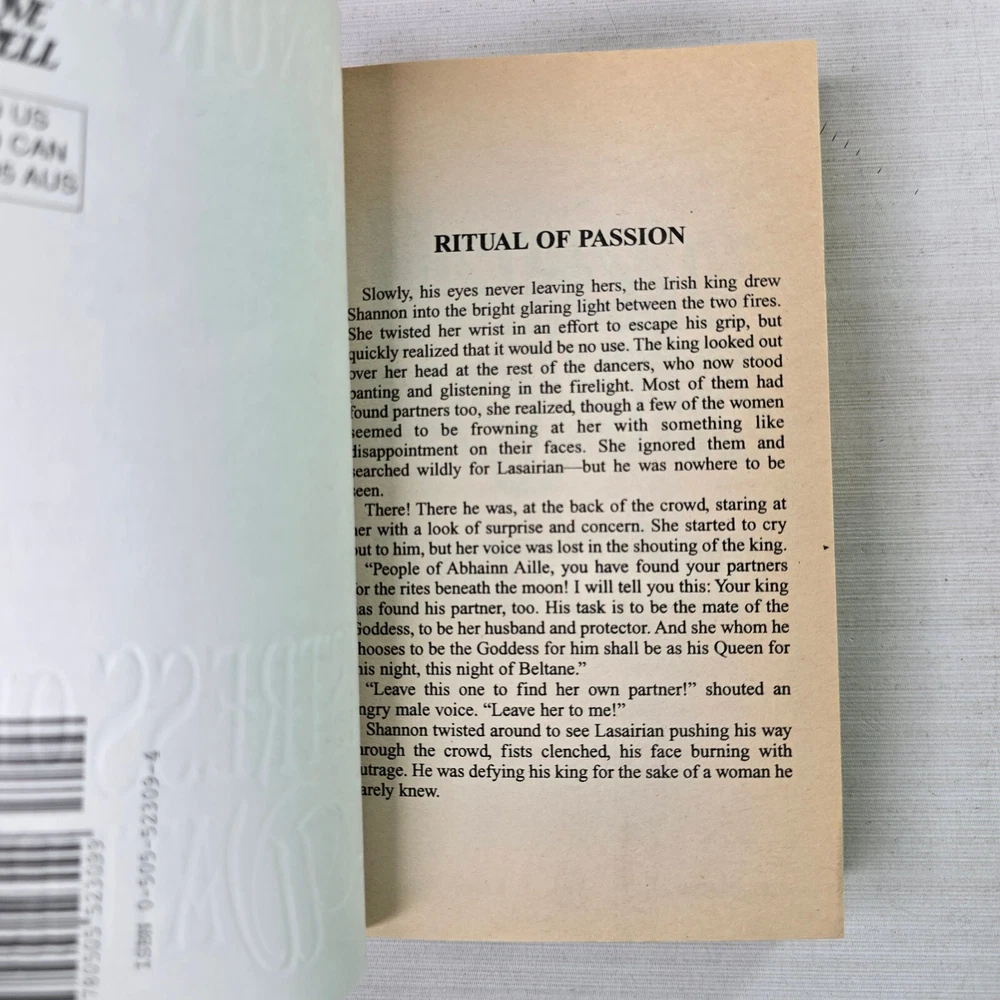 US
CAN
AUS
ISBN 0-505-52309-4
780505 523099
RITUAL OF PASSION
Slowly, his eyes never leaving hers, the Irish king drew
Shannon into the bright glaring light between the two fires.
She twisted her wrist in an effort to escape his grip, but
quickly realized that it would be no use. The king looked out
over her head at the rest of the dancers, who now stood
panting and glistening in the firelight. Most of them had
found partners too, she realized, though a few of the women
seemed to be frowning at her with something like
disappointment on their faces. She ignored them and
searched wildly for Lasairian—but he was nowhere to be
seen.
There! There he was, at the back of the crowd, staring at
her with a look of surprise and concern. She started to cry
out to him, but her voice was lost in the shouting of the king.
“People of Abhainn Aille, you have found your partners
for the rites beneath the moon! I will tell you this: Your king
has found his partner, too. His task is to be the mate of the
Goddess, to be her husband and protector. And she whom he
chooses to be the Goddess for him shall be as his Queen for
this night, this night of Beltane.”
“Leave this one to find her own partner!” shouted an
angry male voice. “Leave her to me!”
Shannon twisted around to see Lasairian pushing his way
through the crowd, fists clenched, his face burning with
outrage. He was defying his king for the sake of a woman he
barely knew.